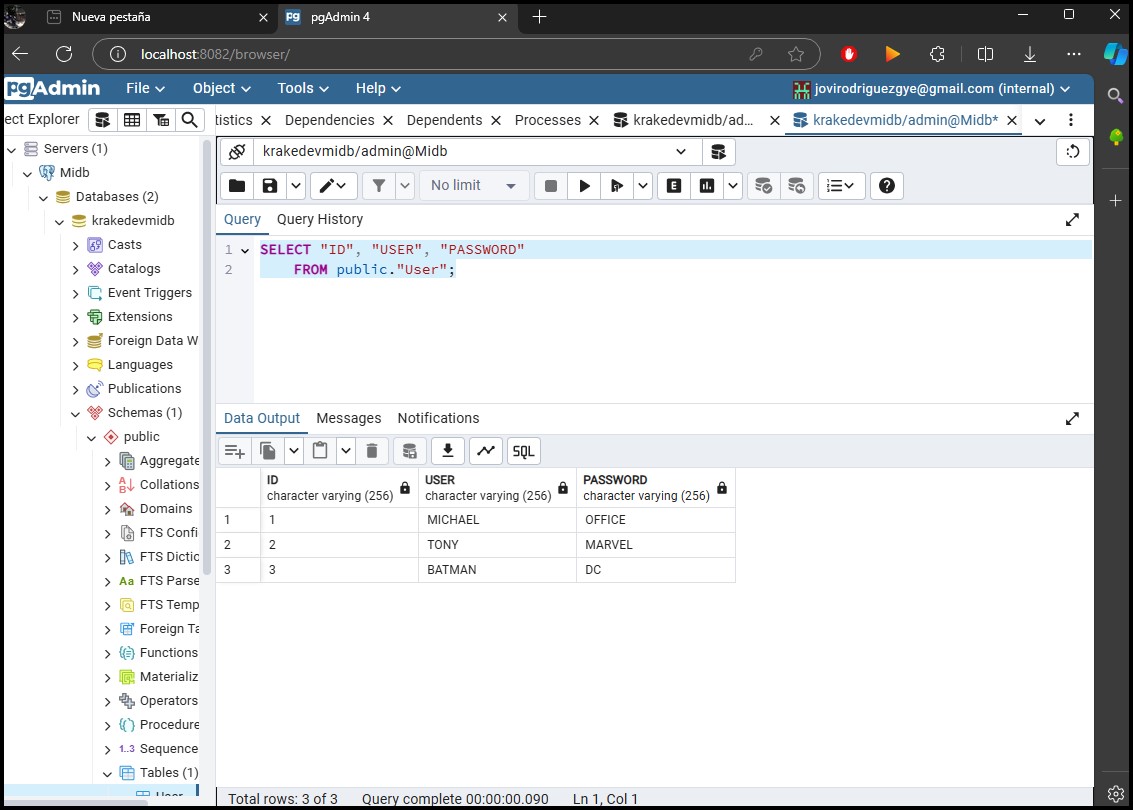 Nueva pestaña
pgAdmin 4
localhost:8082/browser/
pgAdmin File Object Tools Help jovirodriguezgye@gmail.com (internal)
ect Explorer tistics Dependencies Dependents Processes krakedevmidb/ad... krakedevmidb/admin@Midb*
Servers (1)
Midb
Databases (2)
krakedevmidb
Casts
Catalogs
Event Triggers
Extensions
Foreign Data W
Languages
Publications
Schemas (1)
public
Aggregate
Collations
Domains
FTS Confi
FTS Dictio
FTS Parse
FTS Temp
Foreign Ta
Functions
Materializ
Operators
Procedure
1..3 Sequence
Tables (1)
User
krakedevmidb/admin@Midb
No limit
Query Query History
1 SELECT "ID", "USER", "PASSWORD"
2 FROM public."User";
Data Output Messages Notifications
SQL
ID USER PASSWORD
character varying (256) character varying (256) character varying (256)
1 1 MICHAEL OFFICE
2 2 TONY MARVEL
3 3 BATMAN DC
Total rows: 3 of 3 Query complete 00:00:00.090 Ln 1, Col 1